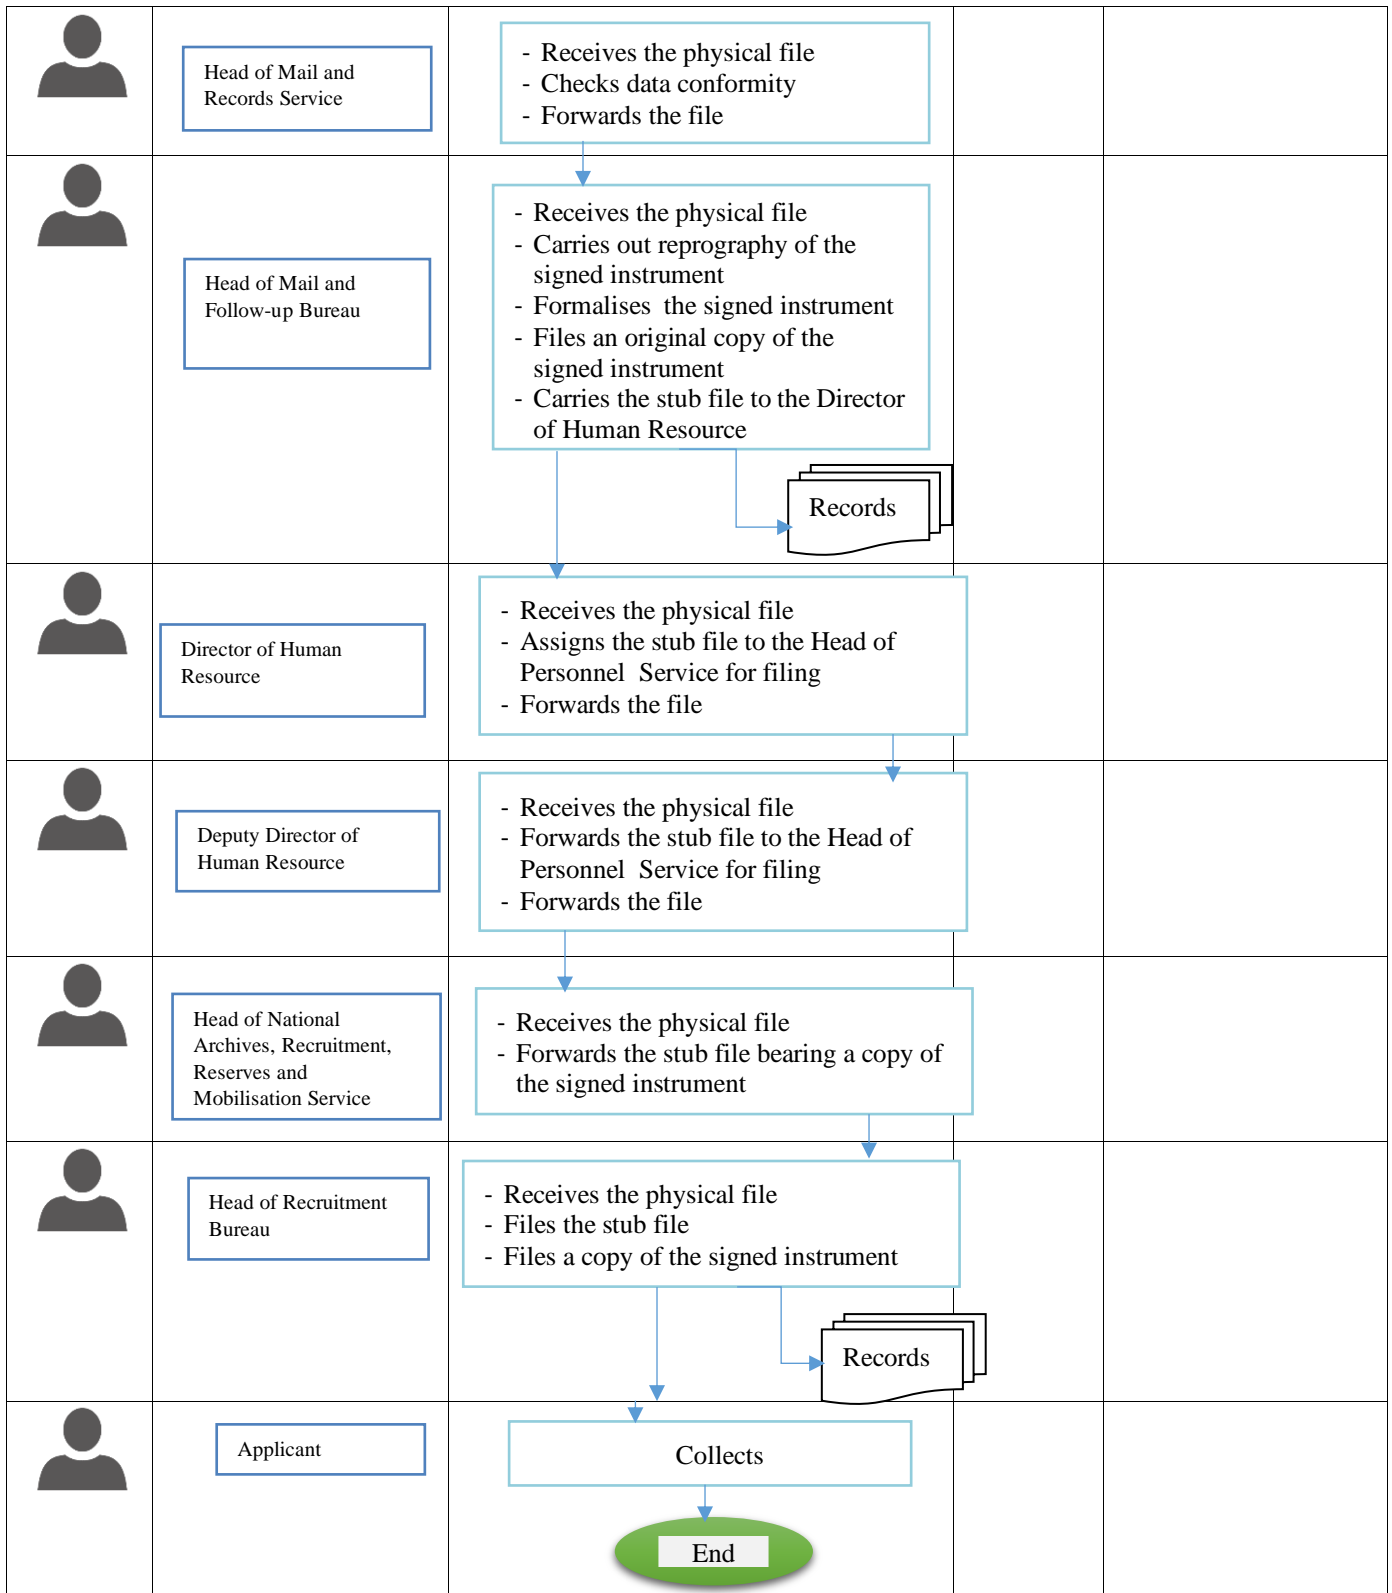 Head of Mail and
Records Service
- Receives the physical file
- Checks data conformity
- Forwards the file
Head of Mail and
Follow-up Bureau
- Receives the physical file
- Carries out reprography of the
signed instrument
- Formalises the signed instrument
- Files an original copy of the
signed instrument
- Carries the stub file to the Director
of Human Resource
Records
Director of Human
Resource
- Receives the physical file
- Assigns the stub file to the Head of
Personnel Service for filing
- Forwards the file
Deputy Director of
Human Resource
- Receives the physical file
- Forwards the stub file to the Head of
Personnel Service for filing
- Forwards the file
Head of National
Archives, Recruitment,
Reserves and
Mobilisation Service
- Receives the physical file
- Forwards the stub file bearing a copy of
the signed instrument
Head of Recruitment
Bureau
- Receives the physical file
- Files the stub file
- Files a copy of the signed instrument
Records
Applicant
Collects
End